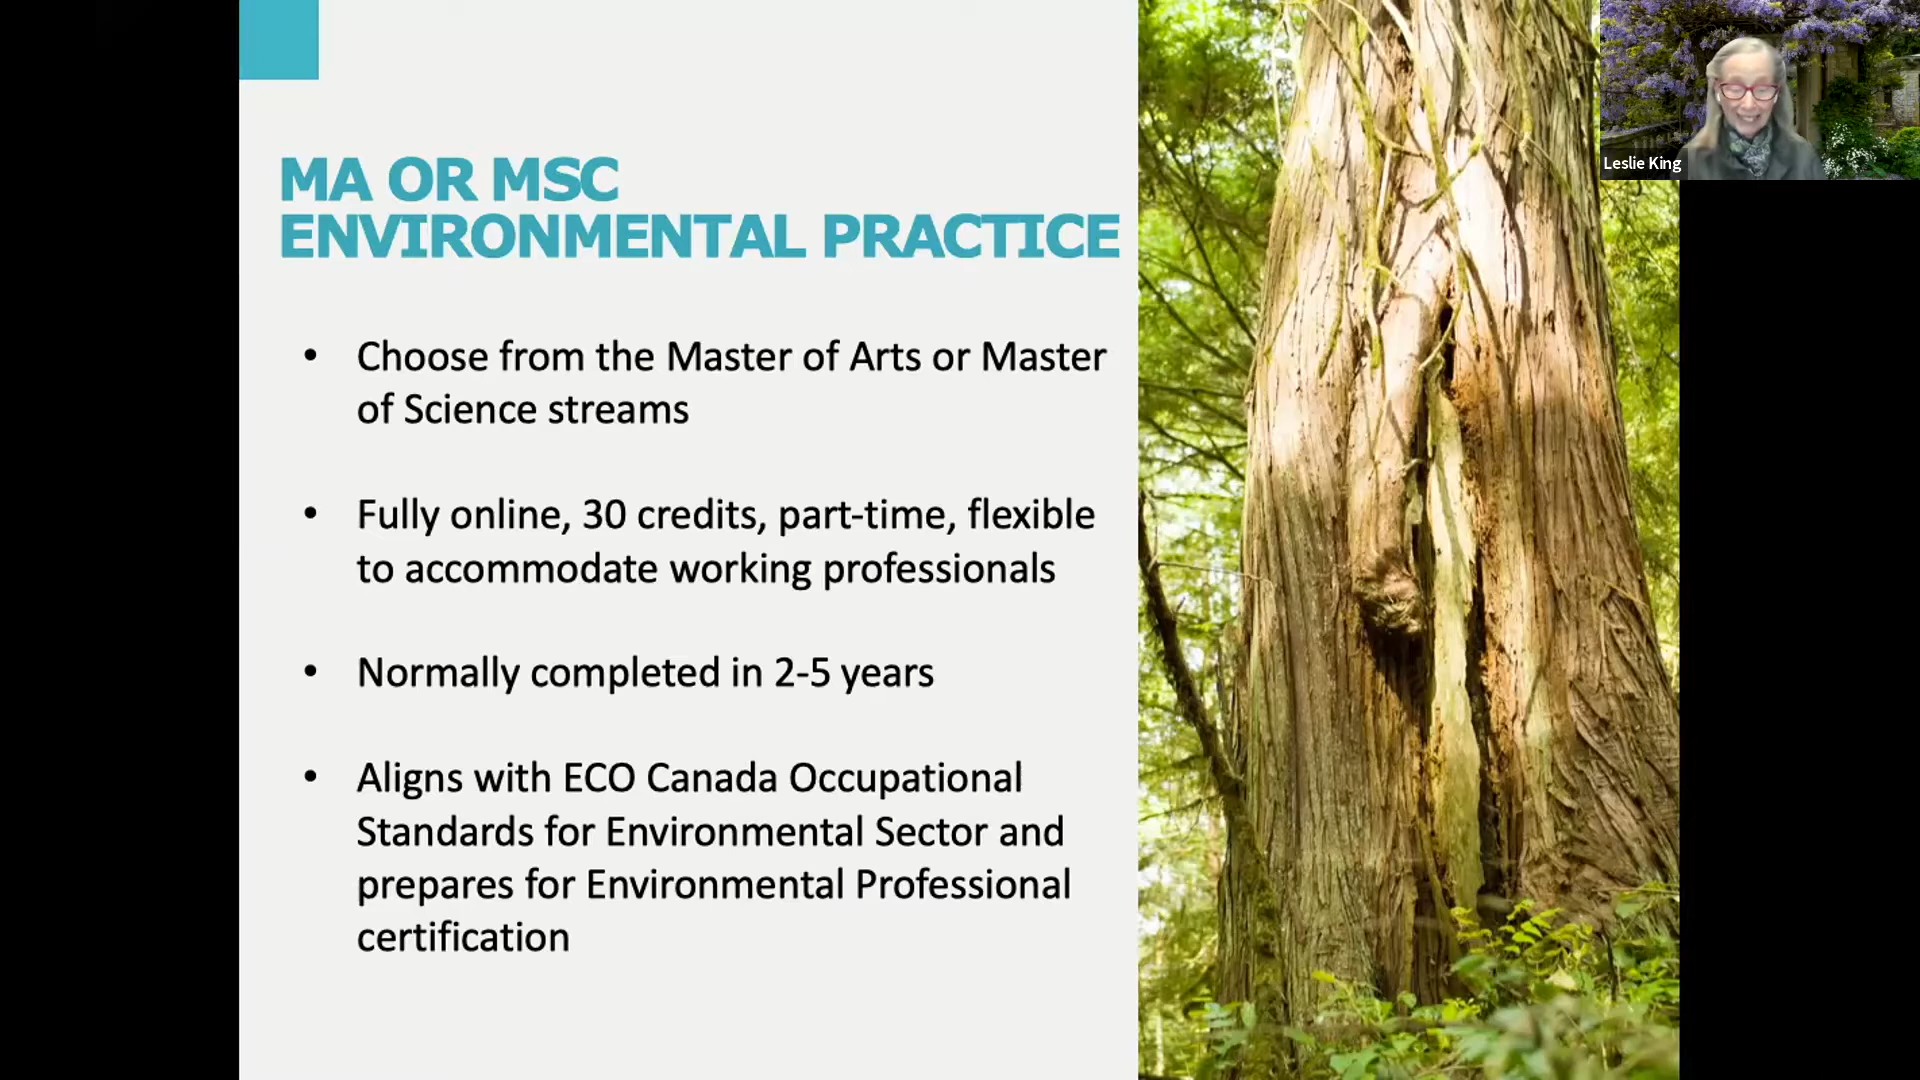 MA OR MSC
ENVIRONMENTAL PRACTICE
• Choose from the Master of Arts or Master
of Science streams
• Fully online, 30 credits, part-time, flexible
to accommodate working professionals
• Normally completed in 2-5 years
• Aligns with ECO Canada Occupational
Standards for Environmental Sector and
prepares for Environmental Professional
certification
Leslie King